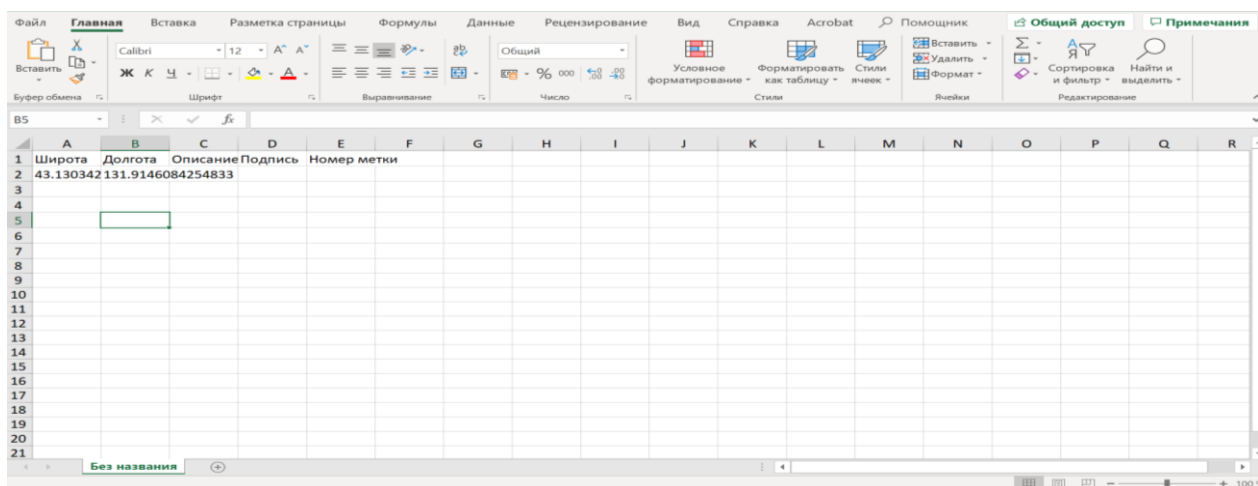 Файл Главная Вставка Разметка страницы Формулы Данные Рецензирование Вид Справка Acrobat Помощник Общий доступ Примечания
Вставить
Calibri 12 A A
Ж К Ч A
Общий
% 000
Условное форматирование
Форматировать как таблицу
Стили ячеек
Вставить
Удалить
Формат
Сортировка и фильтр
Найти и выделить
Буфер обмена Шрифт Выравнивание Число Стили Ячейки Редактирование
B5 fx
A B C D E F G H I J K L M N O P Q R
1 Широта Долгота Описание Подпись Номер метки
2 43.130342 131.9146084254833
3
4
5
6
7
8
9
10
11
12
13
14
15
16
17
18
19
20
21
Без названия